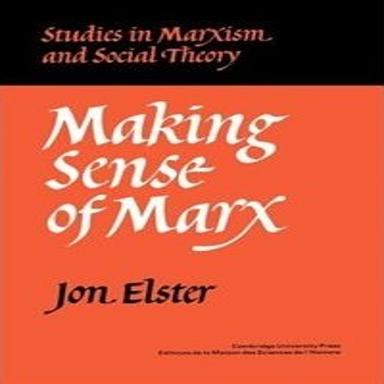 Studies in Marxism
and Social Theory
Making
Sense
of Marx
Jon Elster
Cambridge University Press
Editions de la Maison des Sciences de l'Homme